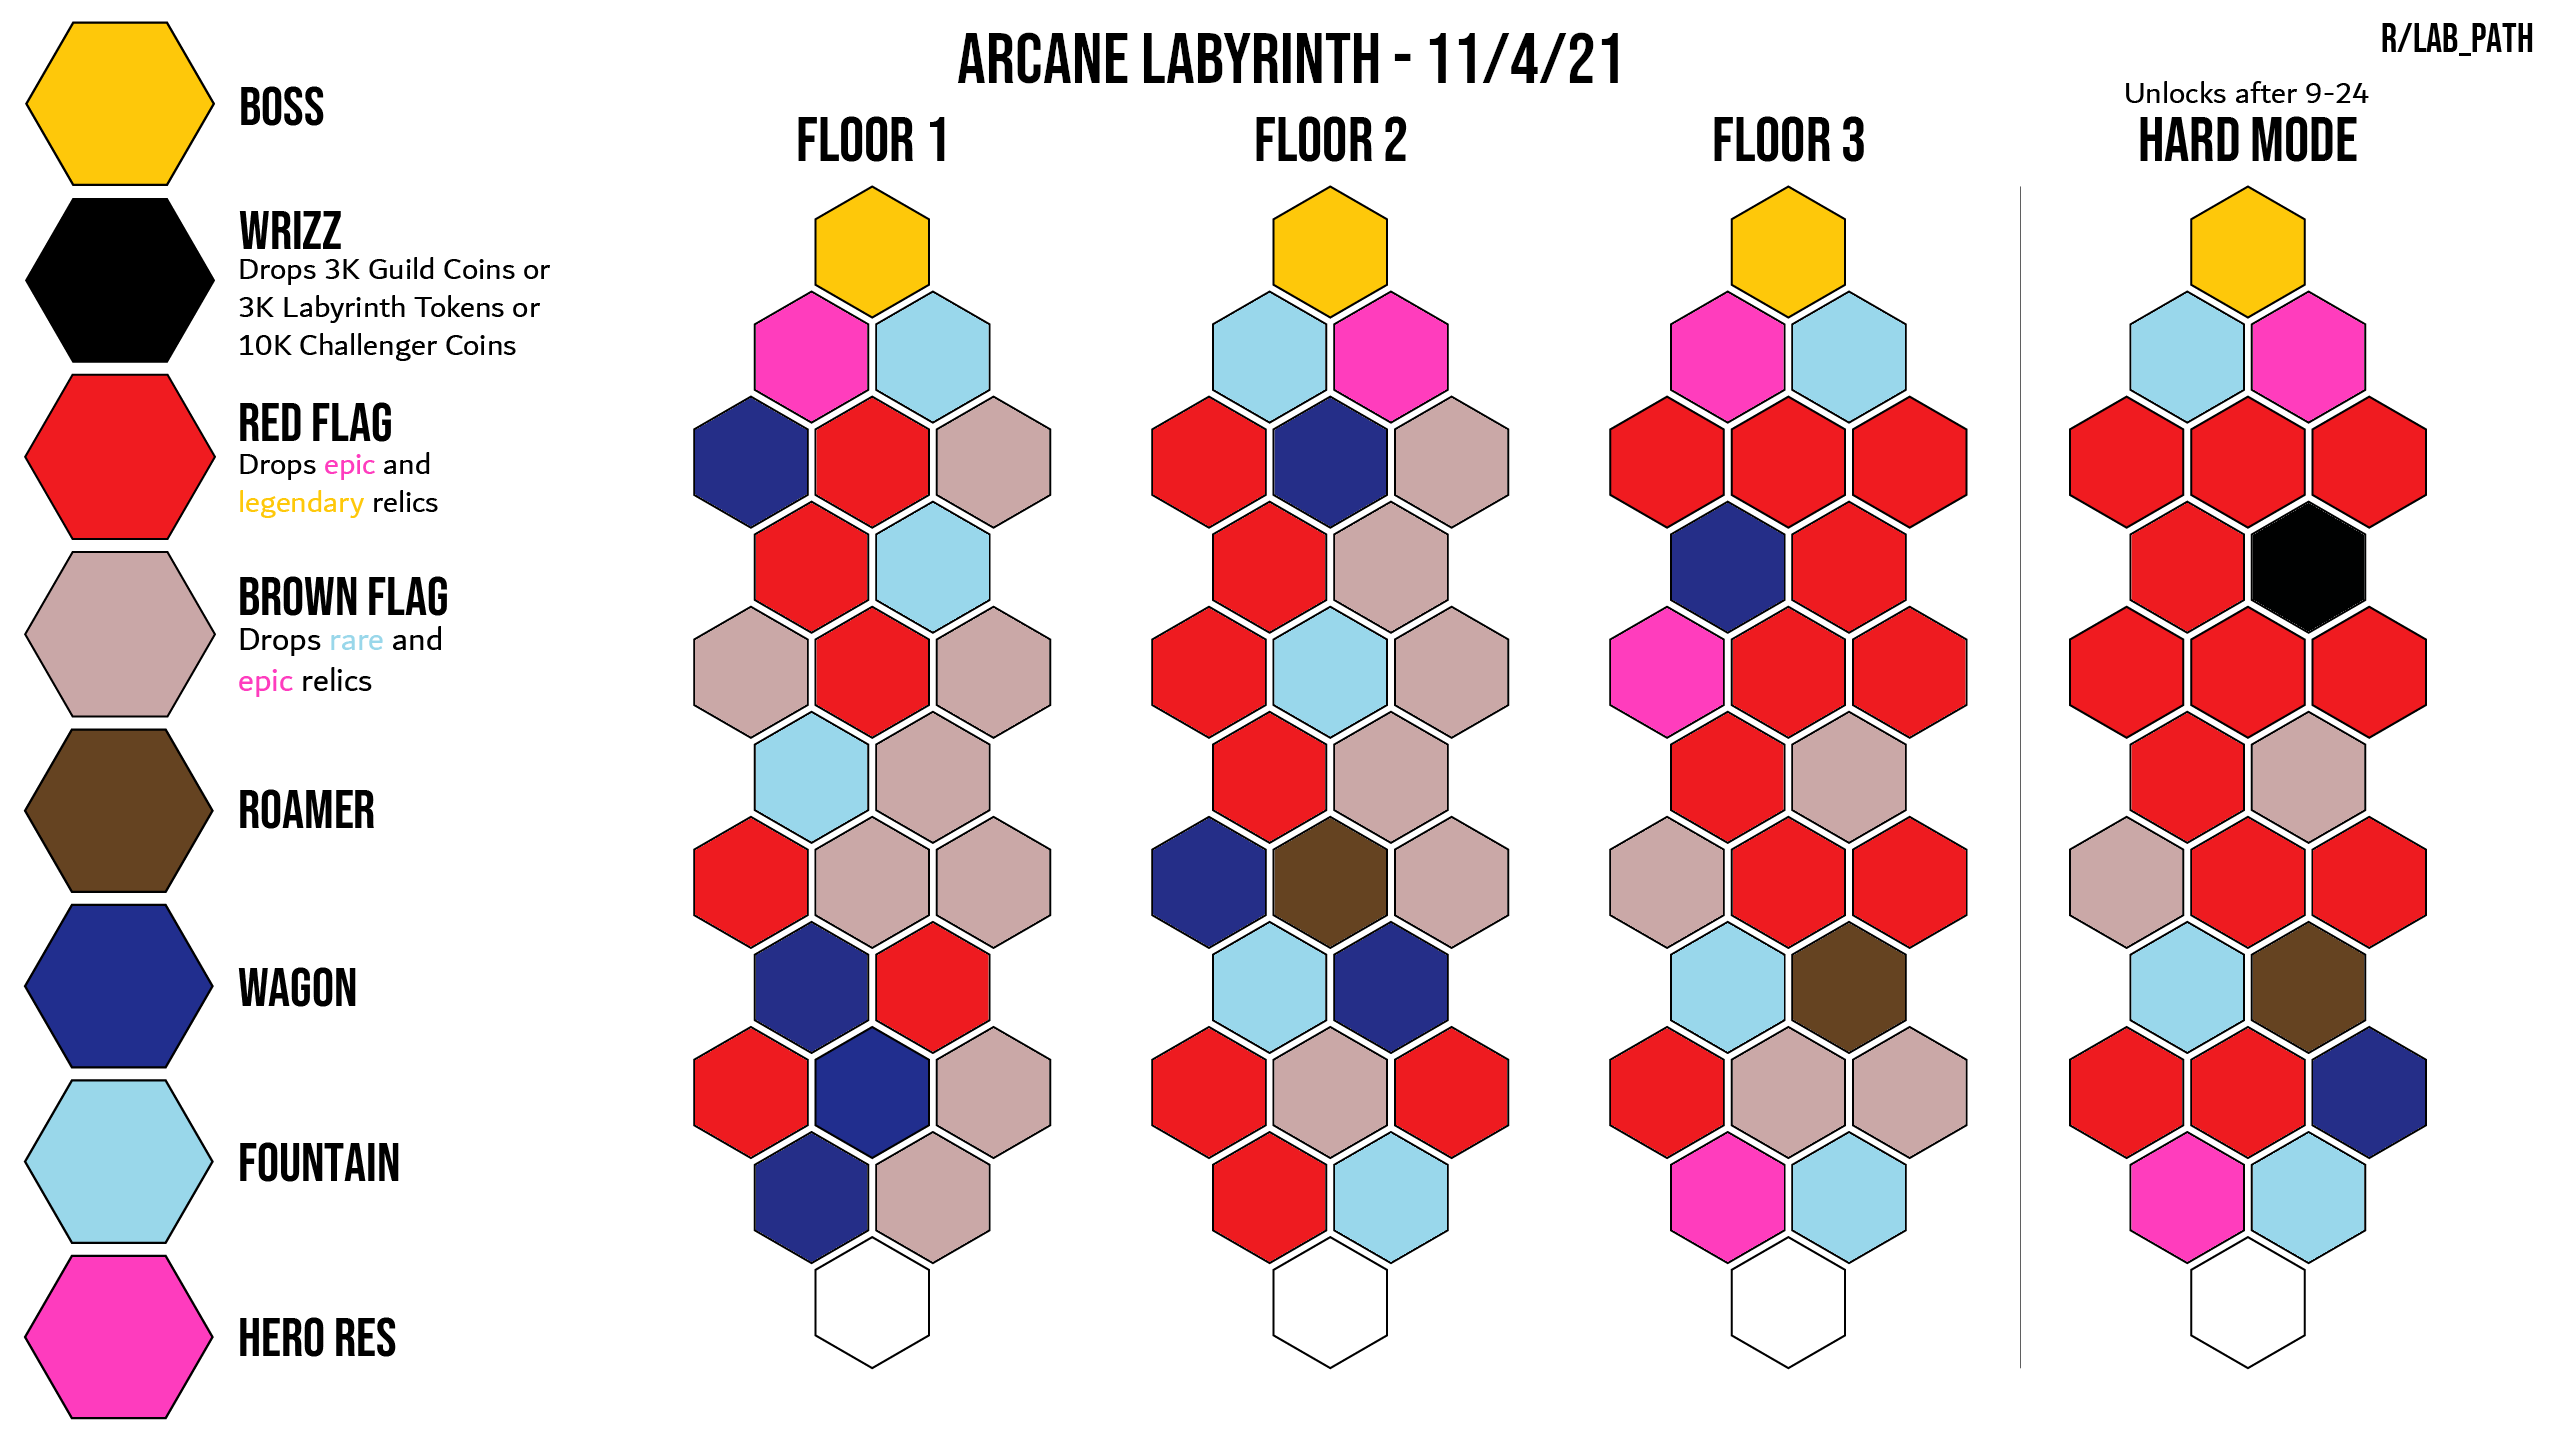 ARCANE LABYRINTH - 11/4/21
R/LAB_PATH
BOSS
WRIZZ
Drops 3K Guild Coins or
3K Labyrinth Tokens or
10K Challenger Coins
RED FLAG
Drops epic and
legendary relics
BROWN FLAG
Drops rare and
epic relics
ROAMER
WAGON
FOUNTAIN
HERO RES
FLOOR 1
FLOOR 2
FLOOR 3
Unlocks after 9-24
HARD MODE